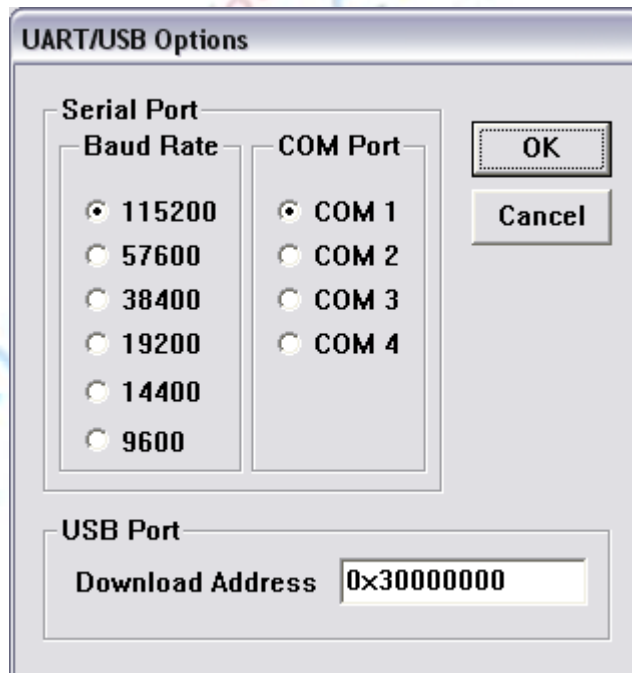 UART/USB Options
Serial Port
Baud Rate
115200
57600
38400
19200
14400
9600
COM Port
COM 1
COM 2
COM 3
COM 4
OK
Cancel
USB Port
Download Address 0x30000000